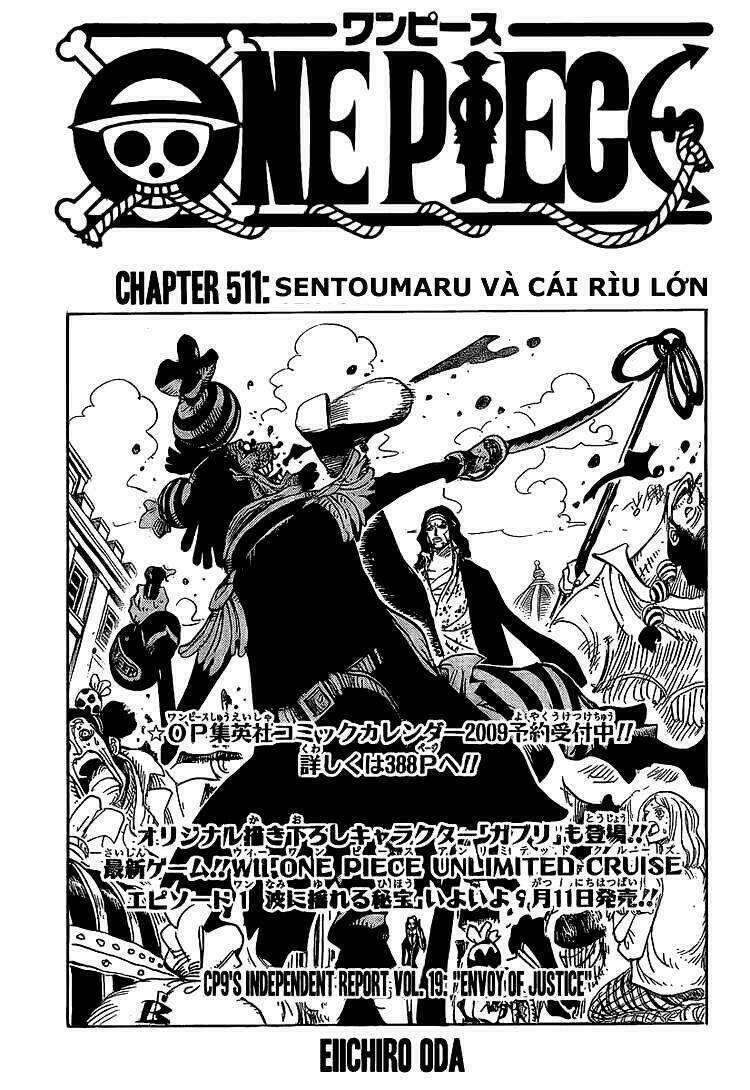 ワンピース
ONE PIECE
CHAPTER 511: SENTOUMARU VÀ CÁI RÌU LỚN
☆OP集英社コミックカレンダー2009予約受付中!!
詳しくは388Pへ!!
オリジナル描き下ろしキャラクター「ガブリ」も登場!!
最新ゲーム!!Wii「ONE PIECE UNLIMITED CRUISE
エピソード1 波に揺れる秘宝」いよいよ9月11日発売!!
CP9'S INDEPENDENT REPORT VOL. 19: "ENVOY OF JUSTICE"
EIICHIRO ODA